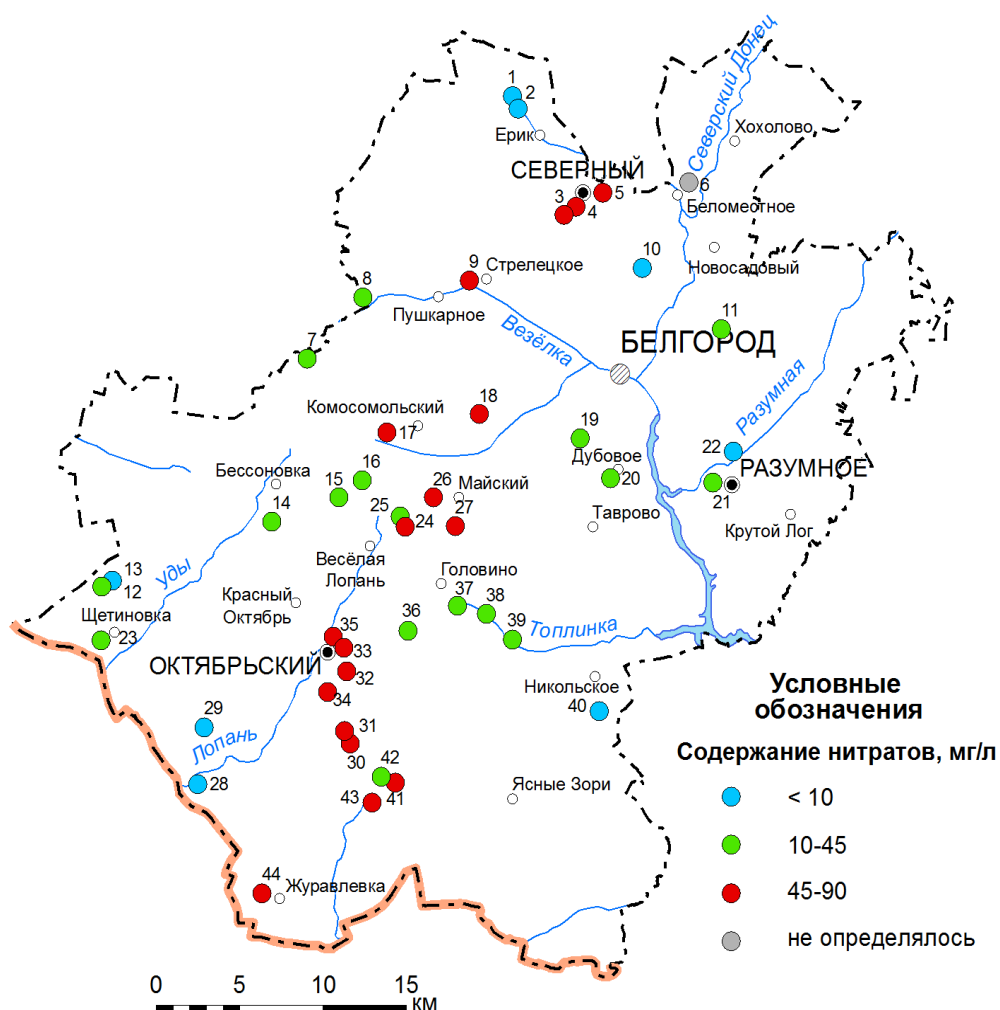 Северский Донец
1
2
Ерик
Хохолово
СЕВЕРНЫЙ
3
4
5
6
Беломестное
10
Новосадовый
9
Стрелецкое
8
Пушкарное
11
Везёлка
БЕЛГОРОД
7
Разумная
Комосомольский
18
17
19
Дубовое
20
22
РАЗУМНОЕ
21
Крутой Лог
Бессоновка
16
15
14
26
Майский
25
24
27
Таврово
Весёлая
Лопань
13
12
Уды
Щетиновка
23
Красный
Октябрь
Головино
37
38
36
39
Топлинка
35
33
ОКТЯБРЬСКИЙ
32
34
Никольское
40
29
Лопань
28
31
30
42
41
43
Ясные Зори
44
Журавлевка
Условные
обозначения
Содержание нитратов, мг/л
< 10
10-45
45-90
не определялось
0 5 10 15
км